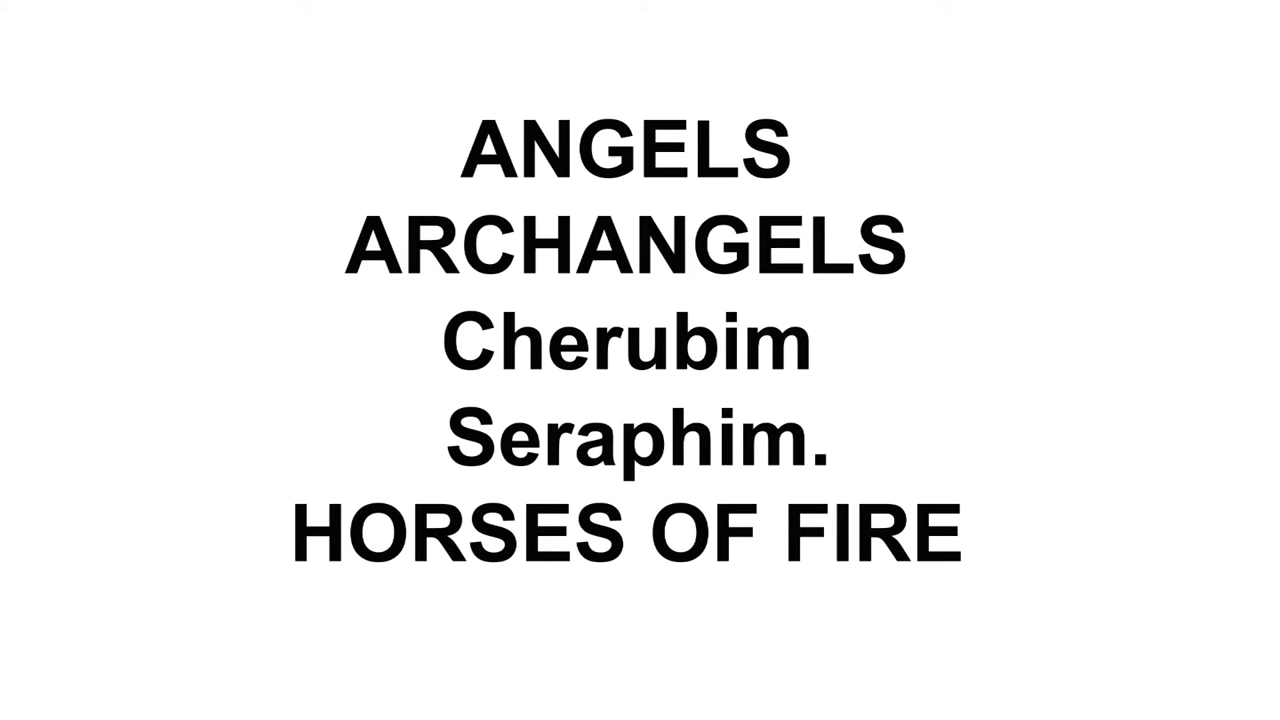 ANGELS
ARCHANGELS
Cherubim
Seraphim.
HORSES OF FIRE